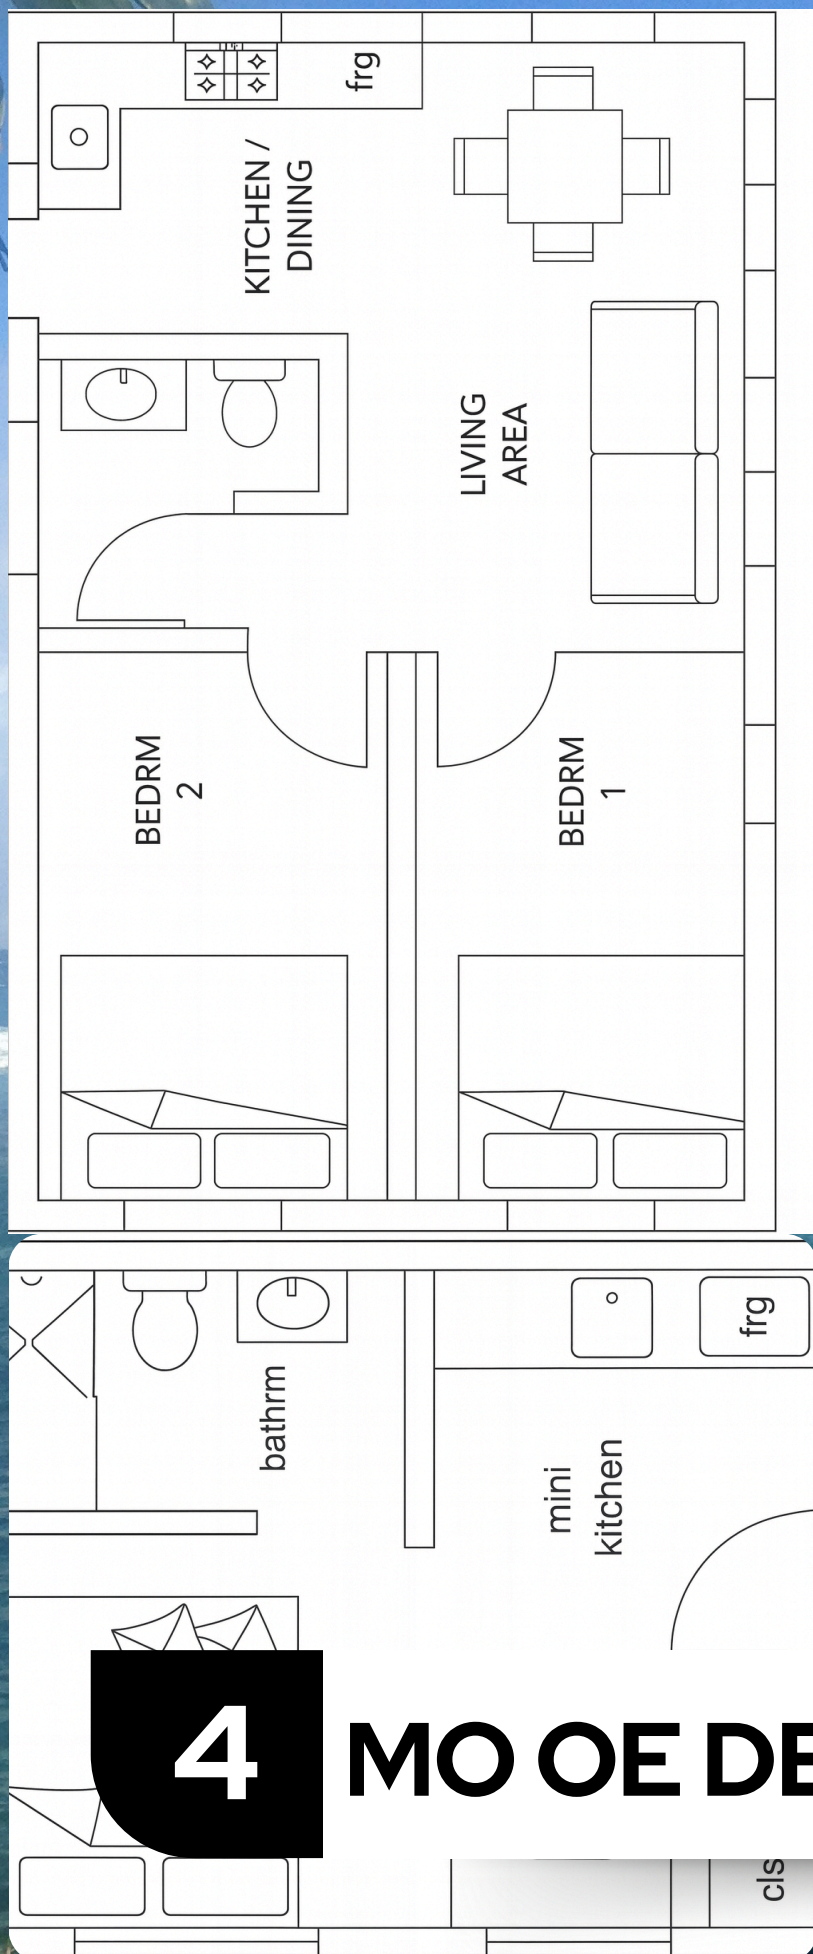 frg
KITCHEN /
DINING
LIVING
AREA
BEDRM
2
BEDRM
1
bathrm
frg
mini
kitchen
4
MO OE DE
cls